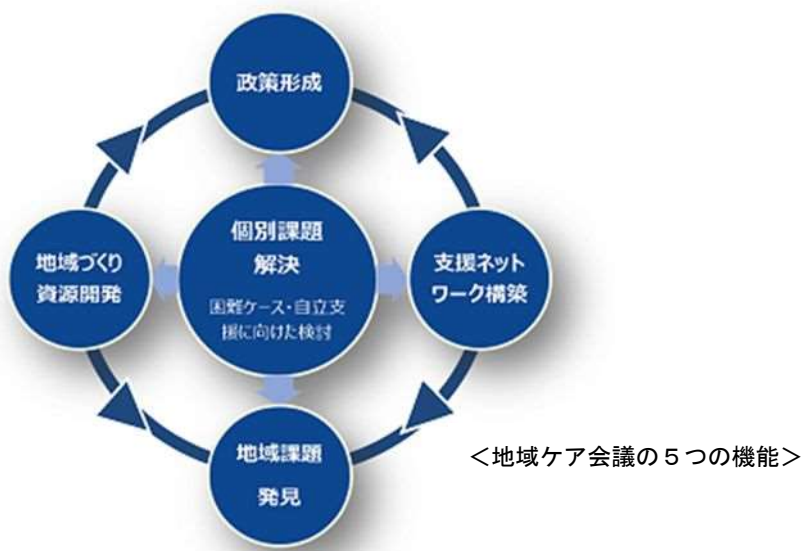 政策形成
個別課題
解決
困難ケース・自立支
援に向けた検討
地域づくり
資源開発
支援ネット
ワーク構築
地域課題
発見
＜地域ケア会議の５つの機能＞